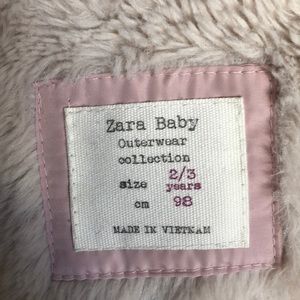 Zara Baby
Outerwear
collection
size 2/3 years
cm 98
MADE IN VIETNAM